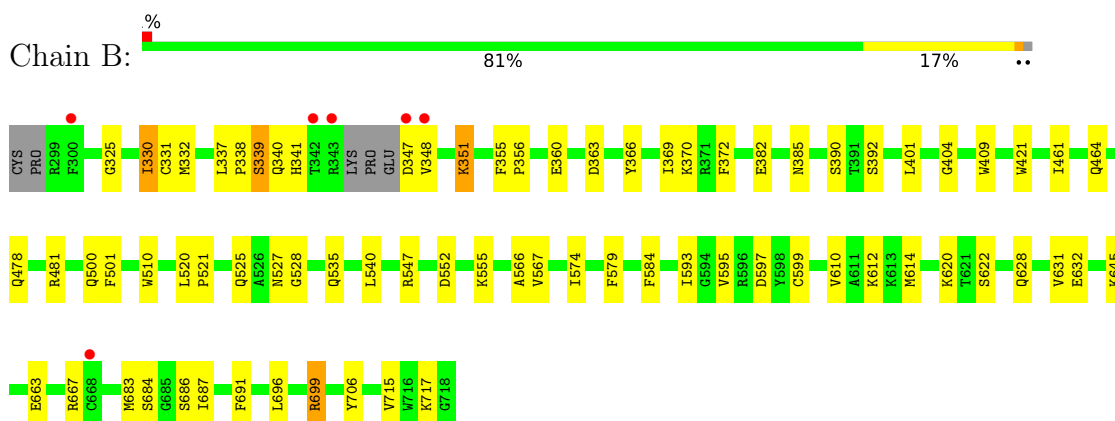 1%
Chain B:
81% 17% ••
CYS PRO R299 F300 G325 I330 C331 M332 L337 P338 S339 Q340 H341 T342 R343 LYS PRO GLU D347 V348 K351 F355 P356 E360 D363 Y366 I369 K370 R371 F372 E382 N385 S390 T391 S392 L401 G404 W409 W421 I461 Q464
Q478 R481 Q500 F501 W510 L520 P521 Q525 A526 N527 G528 Q535 L540 R547 D552 K555 A566 V567 I574 F579 F584 I593 G594 V595 R596 D597 Y598 C599 V610 A611 K612 K613 M614 K620 T621 S622 Q628 V631 E632 K645
E663 R667 C668 M683 S684 G685 S686 I687 F691 L696 R699 Y706 V715 W716 K717 G718